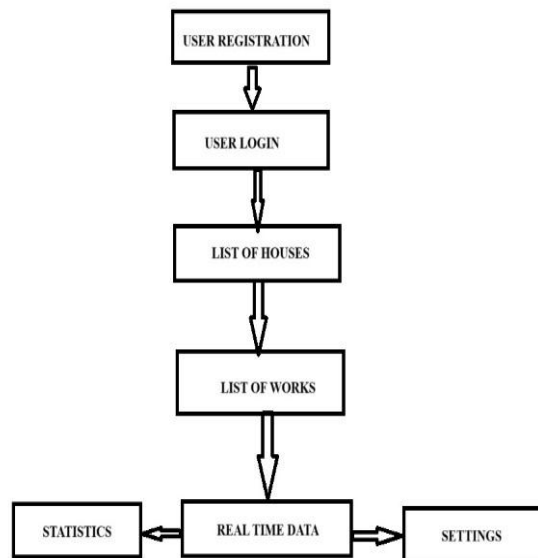 USER REGISTRATION
USER LOGIN
LIST OF HOUSES
LIST OF WORKS
STATISTICS
REAL TIME DATA
SETTINGS